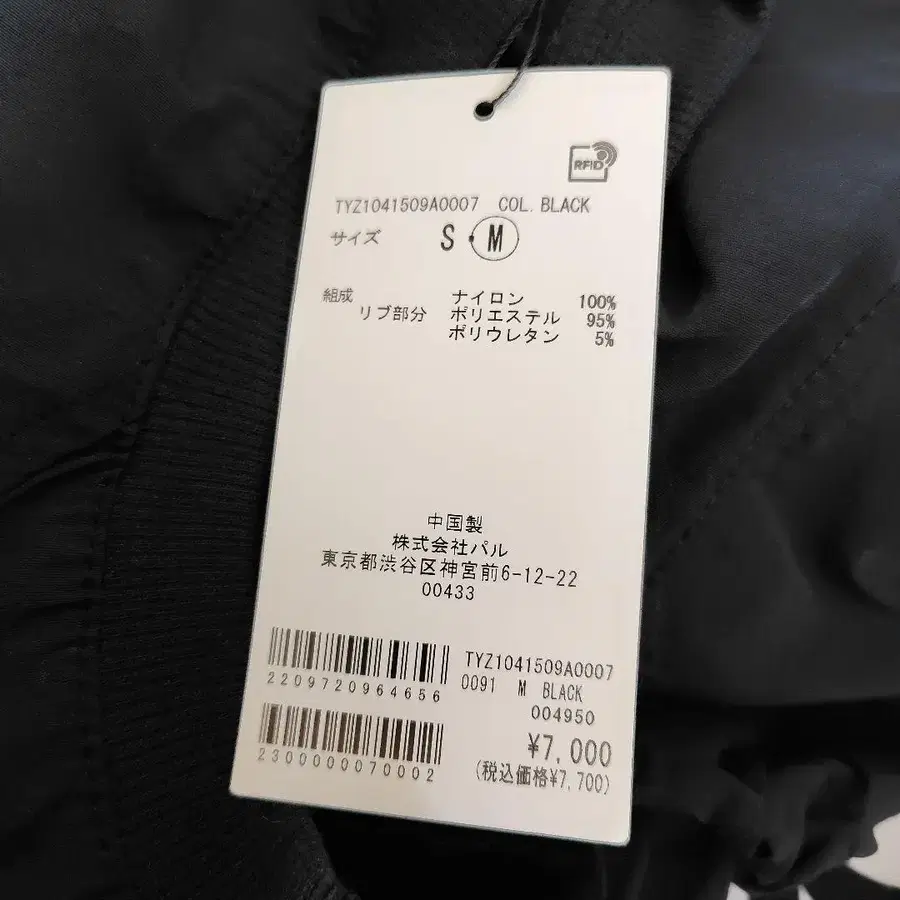 RFID
TYZ1041509A0007 COL. BLACK
サイズ S・M
組成 ナイロン 100%
リブ部分 ポリエステル 95%
ポリウレタン 5%
中国製
株式会社パル
東京都渋谷区神宮前6-12-22
00433
TYZ1041509A0007
2209720964656
0091 M BLACK
004950
¥7,000
2300000070002
(税込価格¥7,700)